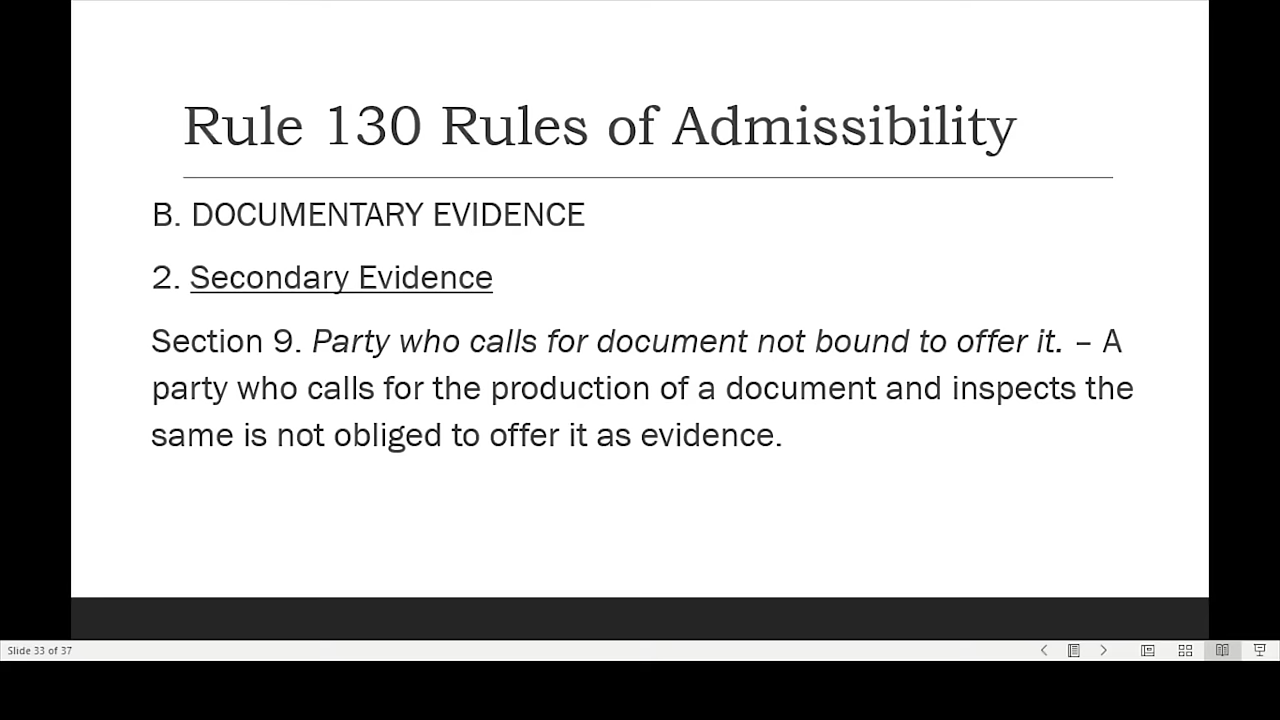 Rule 130 Rules of Admissibility
B. DOCUMENTARY EVIDENCE
2. Secondary Evidence
Section 9. Party who calls for document not bound to offer it. – A
party who calls for the production of a document and inspects the
same is not obliged to offer it as evidence.
Slide 33 of 37